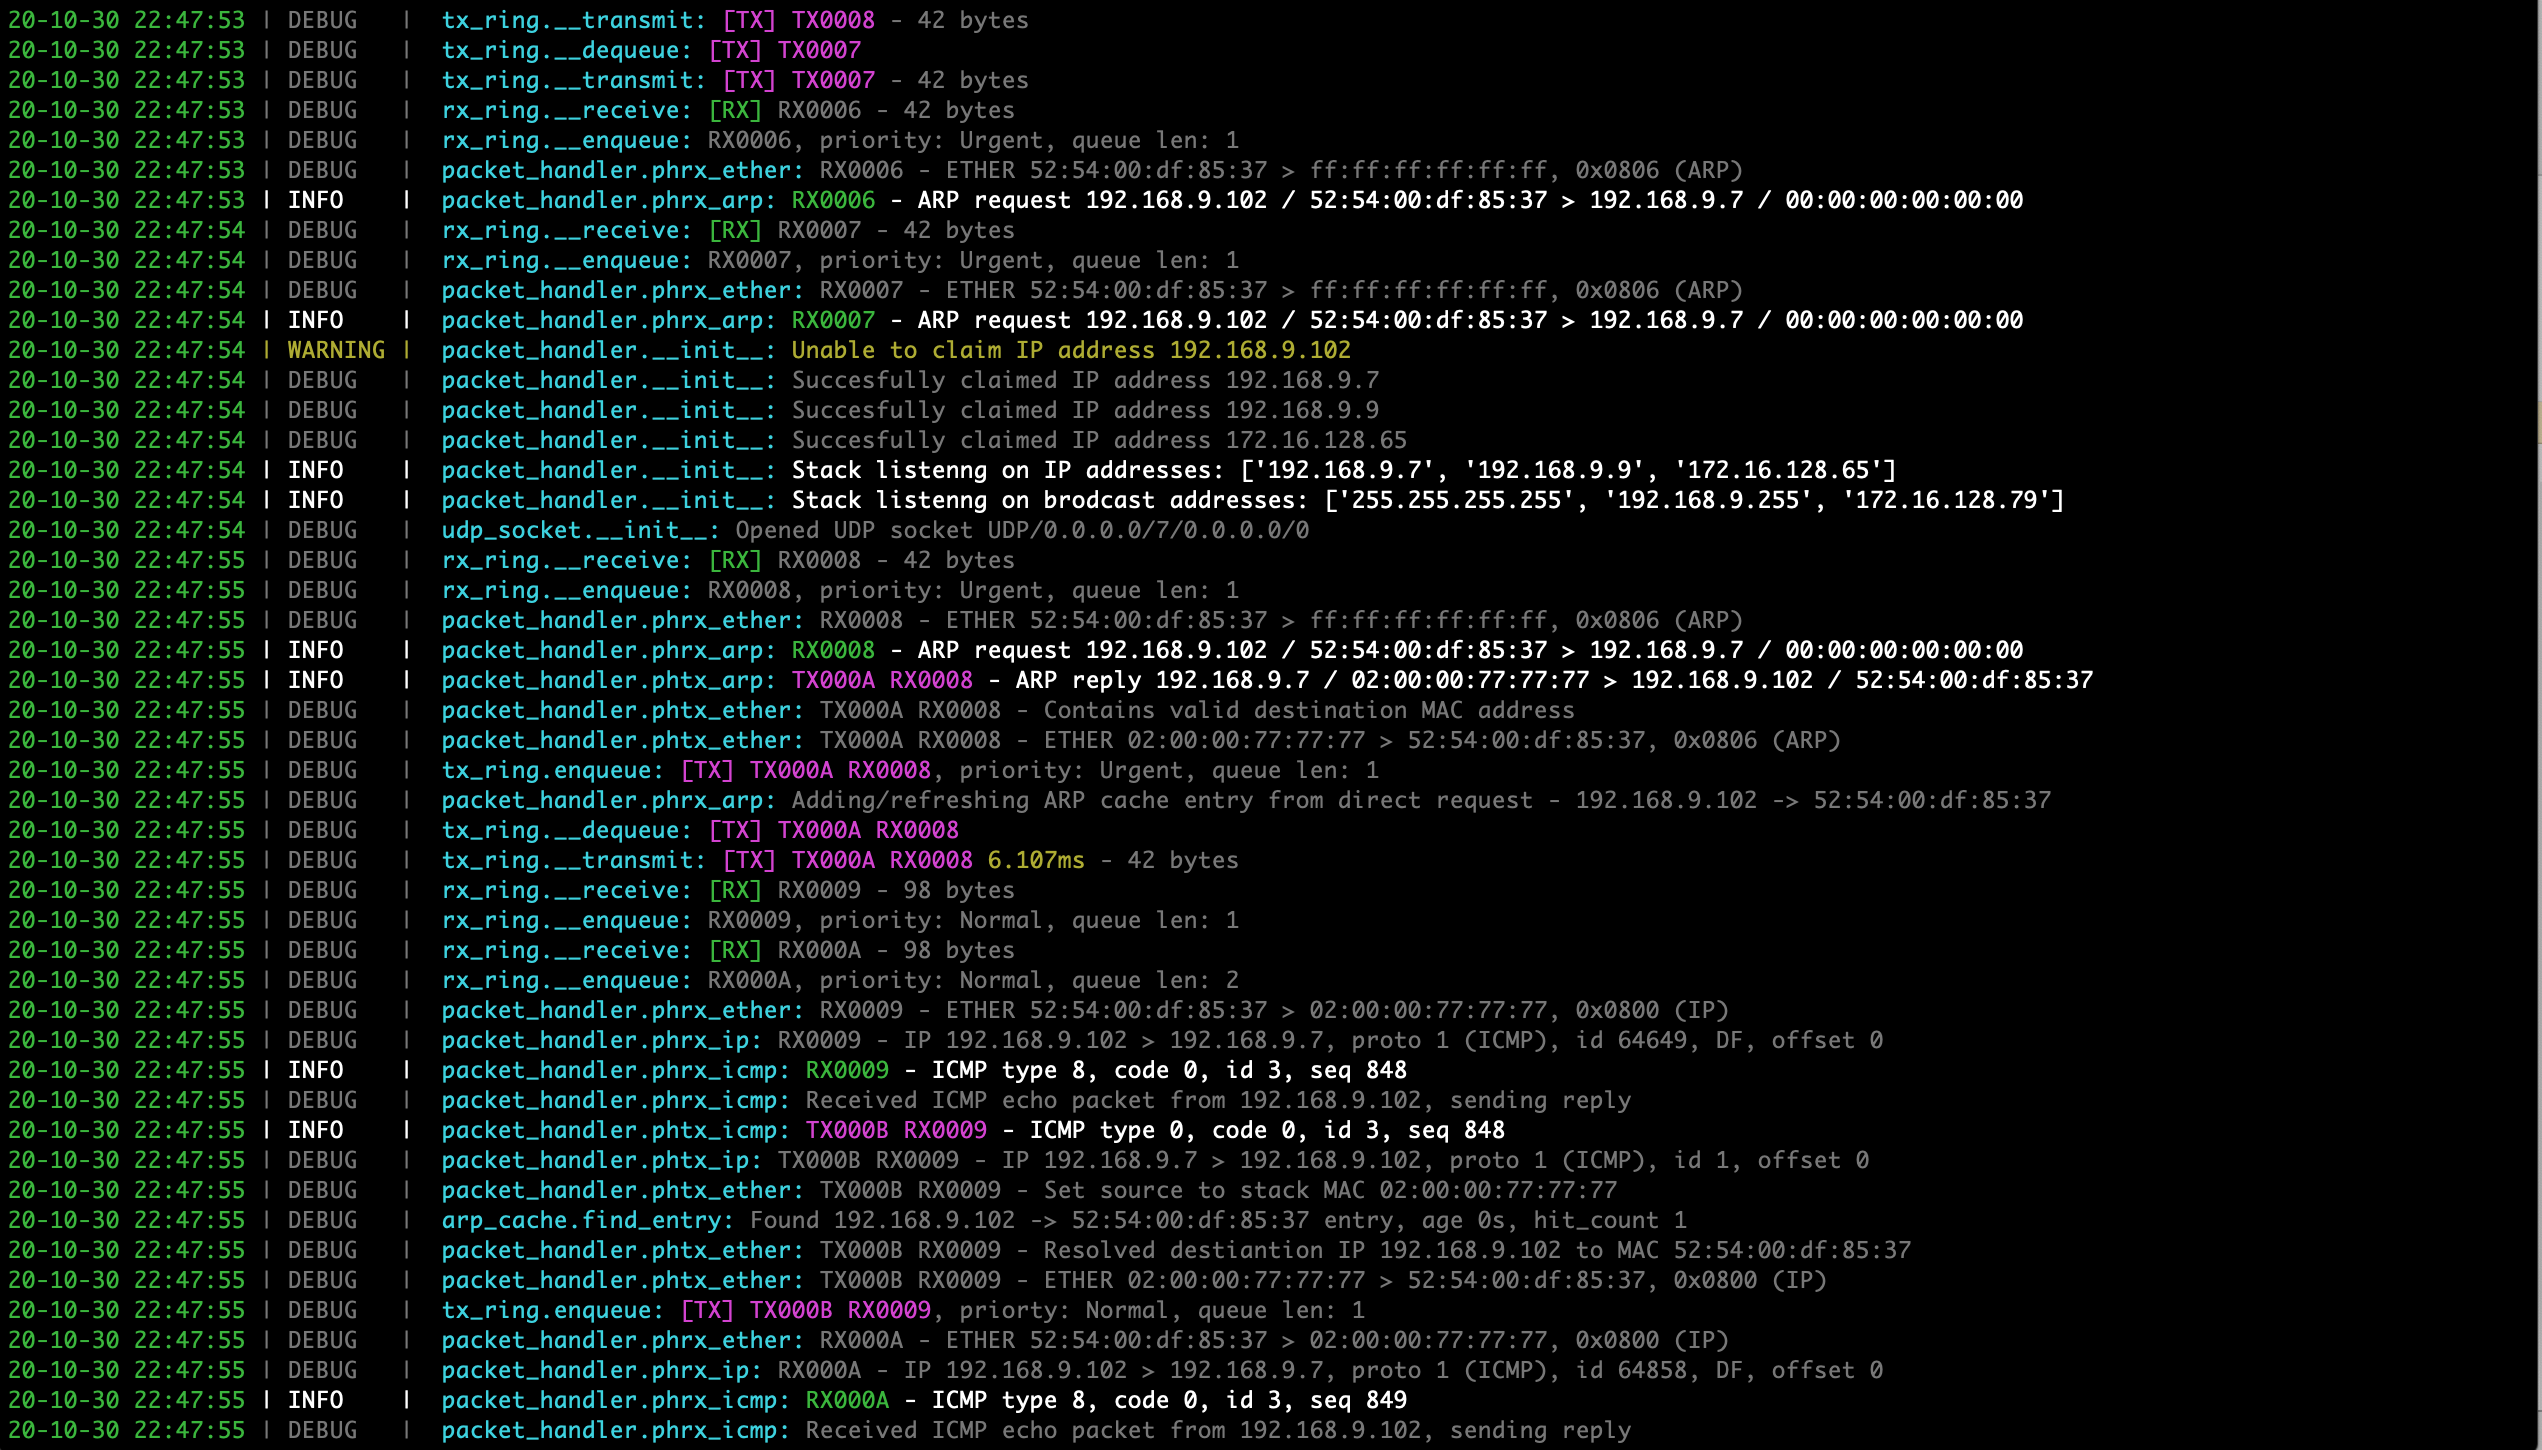 20-10-30 22:47:53 | DEBUG | tx_ring.__transmit: [TX] TX0008 - 42 bytes
20-10-30 22:47:53 | DEBUG | tx_ring.__dequeue: [TX] TX0007
20-10-30 22:47:53 | DEBUG | tx_ring.__transmit: [TX] TX0007 - 42 bytes
20-10-30 22:47:53 | DEBUG | rx_ring.__receive: [RX] RX0006 - 42 bytes
20-10-30 22:47:53 | DEBUG | rx_ring.__enqueue: RX0006, priority: Urgent, queue len: 1
20-10-30 22:47:53 | DEBUG | packet_handler.phrx_ether: RX0006 - ETHER 52:54:00:df:85:37 > ff:ff:ff:ff:ff:ff, 0x0806 (ARP)
20-10-30 22:47:53 | INFO | packet_handler.phrx_arp: RX0006 - ARP request 192.168.9.102 / 52:54:00:df:85:37 > 192.168.9.7 / 00:00:00:00:00:00
20-10-30 22:47:54 | DEBUG | rx_ring.__receive: [RX] RX0007 - 42 bytes
20-10-30 22:47:54 | DEBUG | rx_ring.__enqueue: RX0007, priority: Urgent, queue len: 1
20-10-30 22:47:54 | DEBUG | packet_handler.phrx_ether: RX0007 - ETHER 52:54:00:df:85:37 > ff:ff:ff:ff:ff:ff, 0x0806 (ARP)
20-10-30 22:47:54 | INFO | packet_handler.phrx_arp: RX0007 - ARP request 192.168.9.102 / 52:54:00:df:85:37 > 192.168.9.7 / 00:00:00:00:00:00
20-10-30 22:47:54 | WARNING | packet_handler.__init__: Unable to claim IP address 192.168.9.102
20-10-30 22:47:54 | DEBUG | packet_handler.__init__: Succesfully claimed IP address 192.168.9.7
20-10-30 22:47:54 | DEBUG | packet_handler.__init__: Succesfully claimed IP address 192.168.9.9
20-10-30 22:47:54 | DEBUG | packet_handler.__init__: Succesfully claimed IP address 172.16.128.65
20-10-30 22:47:54 | INFO | packet_handler.__init__: Stack listenng on IP addresses: ['192.168.9.7', '192.168.9.9', '172.16.128.65']
20-10-30 22:47:54 | INFO | packet_handler.__init__: Stack listenng on brodcast addresses: ['255.255.255.255', '192.168.9.255', '172.16.128.79']
20-10-30 22:47:54 | DEBUG | udp_socket.__init__: Opened UDP socket UDP/0.0.0.0/7/0.0.0.0/0
20-10-30 22:47:55 | DEBUG | rx_ring.__receive: [RX] RX0008 - 42 bytes
20-10-30 22:47:55 | DEBUG | rx_ring.__enqueue: RX0008, priority: Urgent, queue len: 1
20-10-30 22:47:55 | DEBUG | packet_handler.phrx_ether: RX0008 - ETHER 52:54:00:df:85:37 > ff:ff:ff:ff:ff:ff, 0x0806 (ARP)
20-10-30 22:47:55 | INFO | packet_handler.phrx_arp: RX0008 - ARP request 192.168.9.102 / 52:54:00:df:85:37 > 192.168.9.7 / 00:00:00:00:00:00
20-10-30 22:47:55 | INFO | packet_handler.phtx_arp: TX000A RX0008 - ARP reply 192.168.9.7 / 02:00:00:77:77:77 > 192.168.9.102 / 52:54:00:df:85:37
20-10-30 22:47:55 | DEBUG | packet_handler.phtx_ether: TX000A RX0008 - Contains valid destination MAC address
20-10-30 22:47:55 | DEBUG | packet_handler.phtx_ether: TX000A RX0008 - ETHER 02:00:00:77:77:77 > 52:54:00:df:85:37, 0x0806 (ARP)
20-10-30 22:47:55 | DEBUG | tx_ring.enqueue: [TX] TX000A RX0008, priority: Urgent, queue len: 1
20-10-30 22:47:55 | DEBUG | packet_handler.phrx_arp: Adding/refreshing ARP cache entry from direct request - 192.168.9.102 -> 52:54:00:df:85:37
20-10-30 22:47:55 | DEBUG | tx_ring.__dequeue: [TX] TX000A RX0008
20-10-30 22:47:55 | DEBUG | tx_ring.__transmit: [TX] TX000A RX0008 6.107ms - 42 bytes
20-10-30 22:47:55 | DEBUG | rx_ring.__receive: [RX] RX0009 - 98 bytes
20-10-30 22:47:55 | DEBUG | rx_ring.__enqueue: RX0009, priority: Normal, queue len: 1
20-10-30 22:47:55 | DEBUG | rx_ring.__receive: [RX] RX000A - 98 bytes
20-10-30 22:47:55 | DEBUG | rx_ring.__enqueue: RX000A, priority: Normal, queue len: 2
20-10-30 22:47:55 | DEBUG | packet_handler.phrx_ether: RX0009 - ETHER 52:54:00:df:85:37 > 02:00:00:77:77:77, 0x0800 (IP)
20-10-30 22:47:55 | DEBUG | packet_handler.phrx_ip: RX0009 - IP 192.168.9.102 > 192.168.9.7, proto 1 (ICMP), id 64649, DF, offset 0
20-10-30 22:47:55 | INFO | packet_handler.phrx_icmp: RX0009 - ICMP type 8, code 0, id 3, seq 848
20-10-30 22:47:55 | DEBUG | packet_handler.phrx_icmp: Received ICMP echo packet from 192.168.9.102, sending reply
20-10-30 22:47:55 | INFO | packet_handler.phtx_icmp: TX000B RX0009 - ICMP type 0, code 0, id 3, seq 848
20-10-30 22:47:55 | DEBUG | packet_handler.phtx_ip: TX000B RX0009 - IP 192.168.9.7 > 192.168.9.102, proto 1 (ICMP), id 1, offset 0
20-10-30 22:47:55 | DEBUG | packet_handler.phtx_ether: TX000B RX0009 - Set source to stack MAC 02:00:00:77:77:77
20-10-30 22:47:55 | DEBUG | arp_cache.find_entry: Found 192.168.9.102 -> 52:54:00:df:85:37 entry, age 0s, hit_count 1
20-10-30 22:47:55 | DEBUG | packet_handler.phtx_ether: TX000B RX0009 - Resolved destiantion IP 192.168.9.102 to MAC 52:54:00:df:85:37
20-10-30 22:47:55 | DEBUG | packet_handler.phtx_ether: TX000B RX0009 - ETHER 02:00:00:77:77:77 > 52:54:00:df:85:37, 0x0800 (IP)
20-10-30 22:47:55 | DEBUG | tx_ring.enqueue: [TX] TX000B RX0009, priorty: Normal, queue len: 1
20-10-30 22:47:55 | DEBUG | packet_handler.phrx_ether: RX000A - ETHER 52:54:00:df:85:37 > 02:00:00:77:77:77, 0x0800 (IP)
20-10-30 22:47:55 | DEBUG | packet_handler.phrx_ip: RX000A - IP 192.168.9.102 > 192.168.9.7, proto 1 (ICMP), id 64858, DF, offset 0
20-10-30 22:47:55 | INFO | packet_handler.phrx_icmp: RX000A - ICMP type 8, code 0, id 3, seq 849
20-10-30 22:47:55 | DEBUG | packet_handler.phrx_icmp: Received ICMP echo packet from 192.168.9.102, sending reply